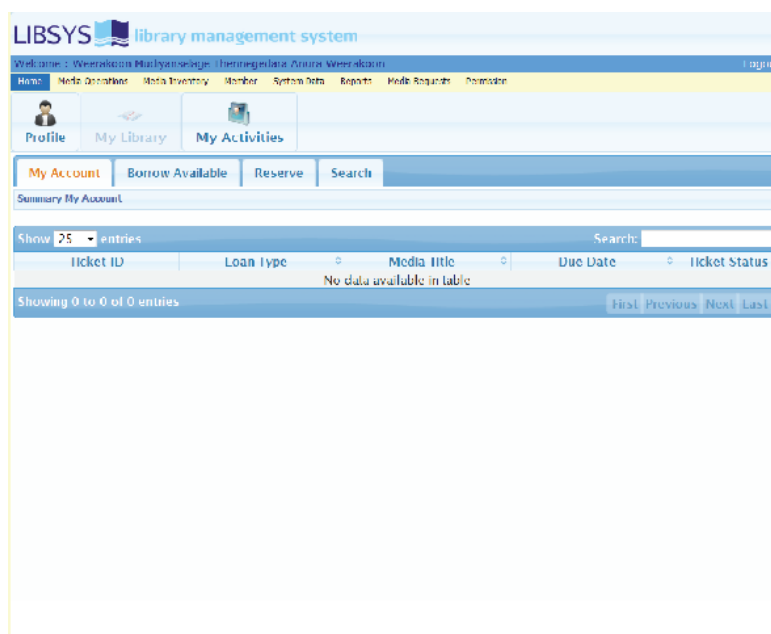 LIBSYS library management system
Welcome : Weerakoon Mudiyanselage Thennegedara Anura Weerakoon Logou
Home Media Operations Media Inventory Member System Data Reports Media Requests Permission
Profile My Library My Activities
My Account Borrow Available Reserve Search
Summary My Account
Show 25 entries Search:
Ticket ID Loan Type Media Title Due Date Ticket Status
No data available in table
Showing 0 to 0 of 0 entries First Previous Next Last